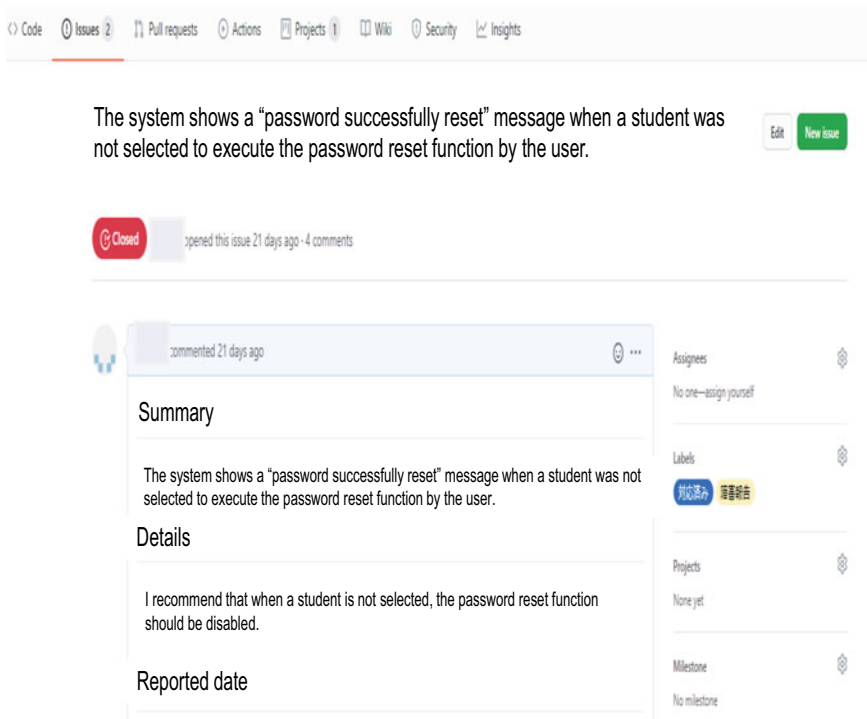 <> Code Issues 2 Pull requests Actions Projects 1 Wiki Security Insights
The system shows a “password successfully reset” message when a student was
not selected to execute the password reset function by the user.
Edit New issue
Closed opened this issue 21 days ago · 4 comments
commented 21 days ago
Summary
The system shows a “password successfully reset” message when a student was not
selected to execute the password reset function by the user.
Details
I recommend that when a student is not selected, the password reset function
should be disabled.
Reported date
Assignees
No one—assign yourself
Labels
対応済み 障害報告
Projects
None yet
Milestone
No milestone